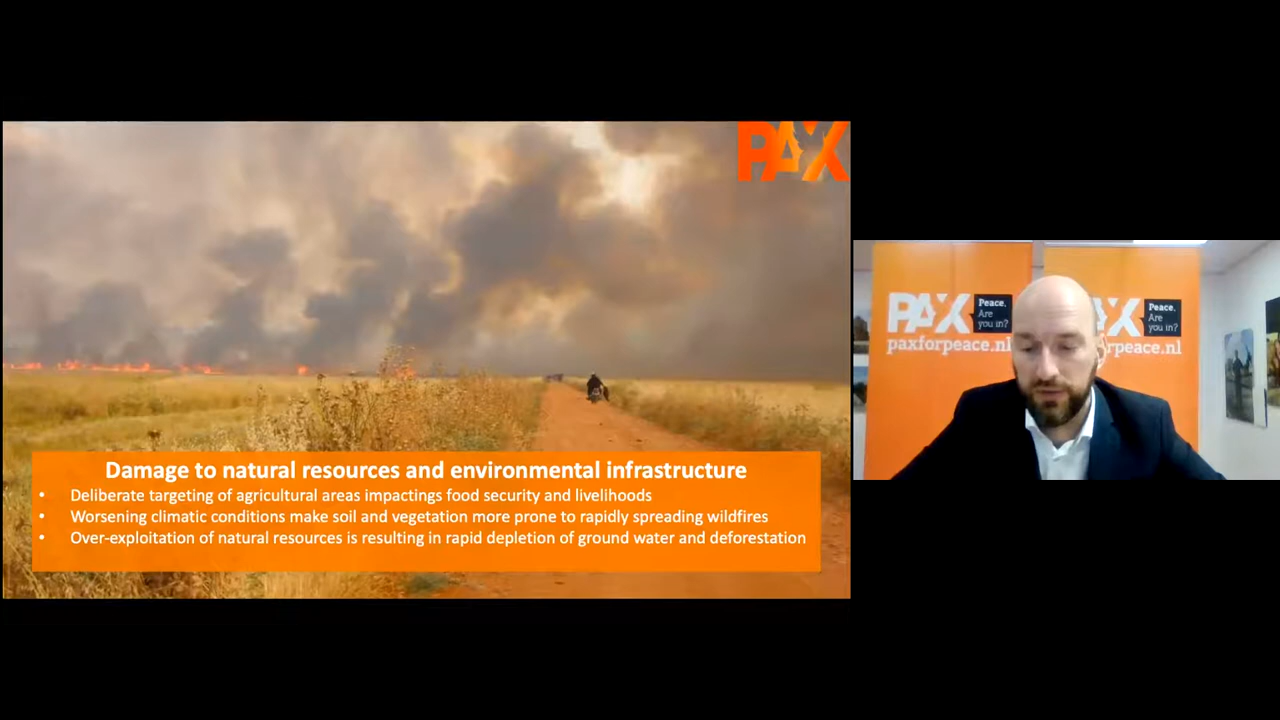 PAX
Damage to natural resources and environmental infrastructure
• Deliberate targeting of agricultural areas impactings food security and livelihoods
• Worsening climatic conditions make soil and vegetation more prone to rapidly spreading wildfires
• Over-exploitation of natural resources is resulting in rapid depletion of ground water and deforestation
PAX
Peace.
Are
you in?
paxforpeace.nl
AX
Peace.
Are
you in?
rpeace.nl